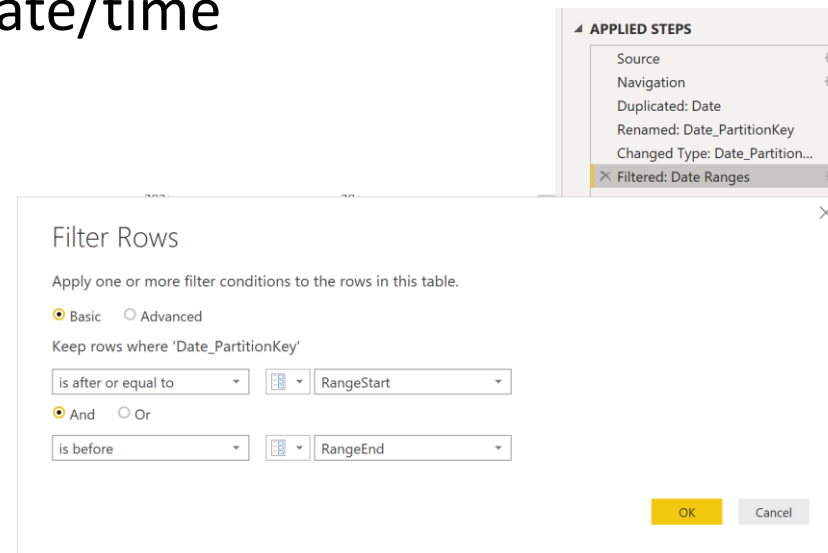 ate/time
APPLIED STEPS
Source
Navigation
Duplicated: Date
Renamed: Date_PartitionKey
Changed Type: Date_Partition...
Filtered: Date Ranges
Filter Rows
Apply one or more filter conditions to the rows in this table.
Basic Advanced
Keep rows where 'Date_PartitionKey'
is after or equal to RangeStart
And Or
is before RangeEnd
OK Cancel